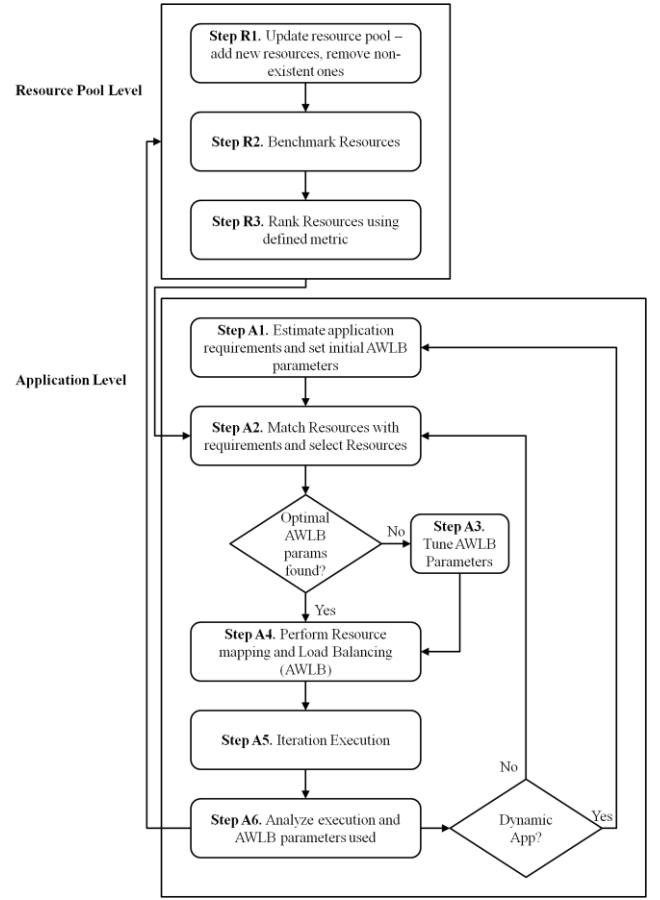 Step R1. Update resource pool –
add new resources, remove non-
existent ones
Resource Pool Level
Step R2. Benchmark Resources
Step R3. Rank Resources using
defined metric
Step A1. Estimate application
requirements and set initial AWLB
parameters
Application Level
Step A2. Match Resources with
requirements and select Resources
Optimal
AWLB
params
found?
No
Step A3.
Tune AWLB
Parameters
Yes
Step A4. Perform Resource
mapping and Load Balancing
(AWLB)
Step A5. Iteration Execution
No
Step A6. Analyze execution and
AWLB parameters used
Dynamic
App?
Yes